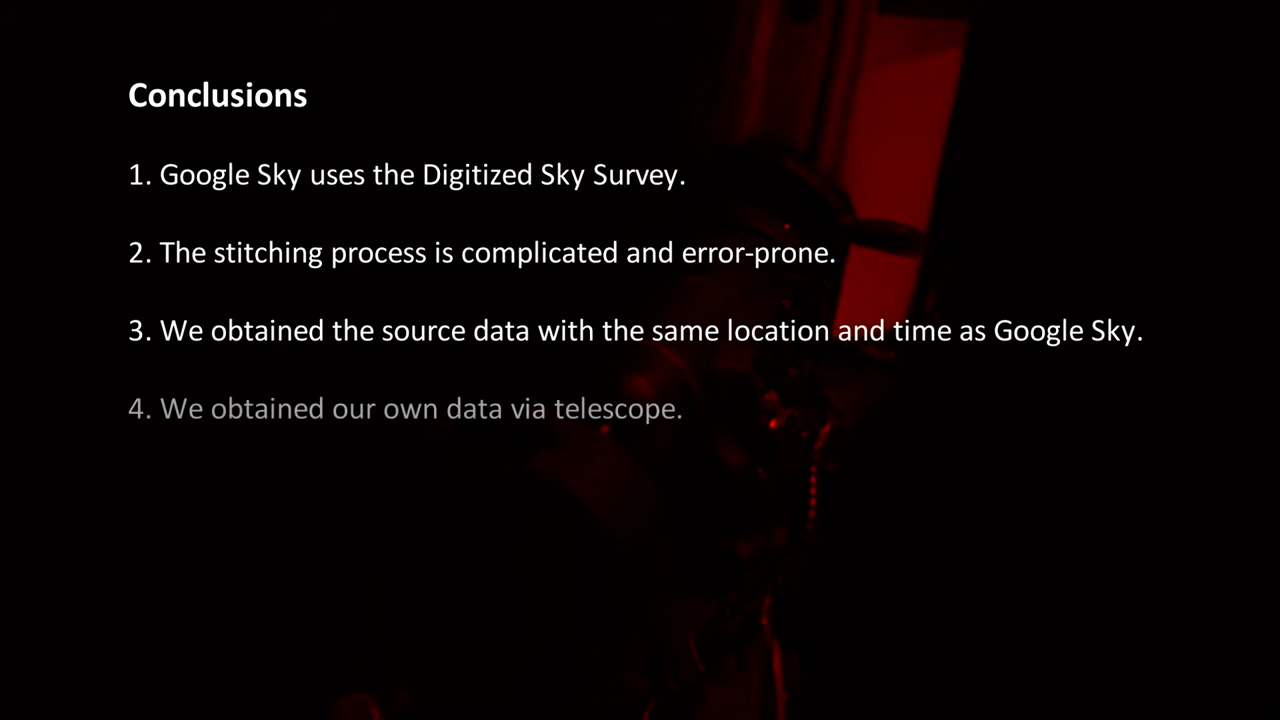 Conclusions
1. Google Sky uses the Digitized Sky Survey.
2. The stitching process is complicated and error-prone.
3. We obtained the source data with the same location and time as Google Sky.
4. We obtained our own data via telescope.